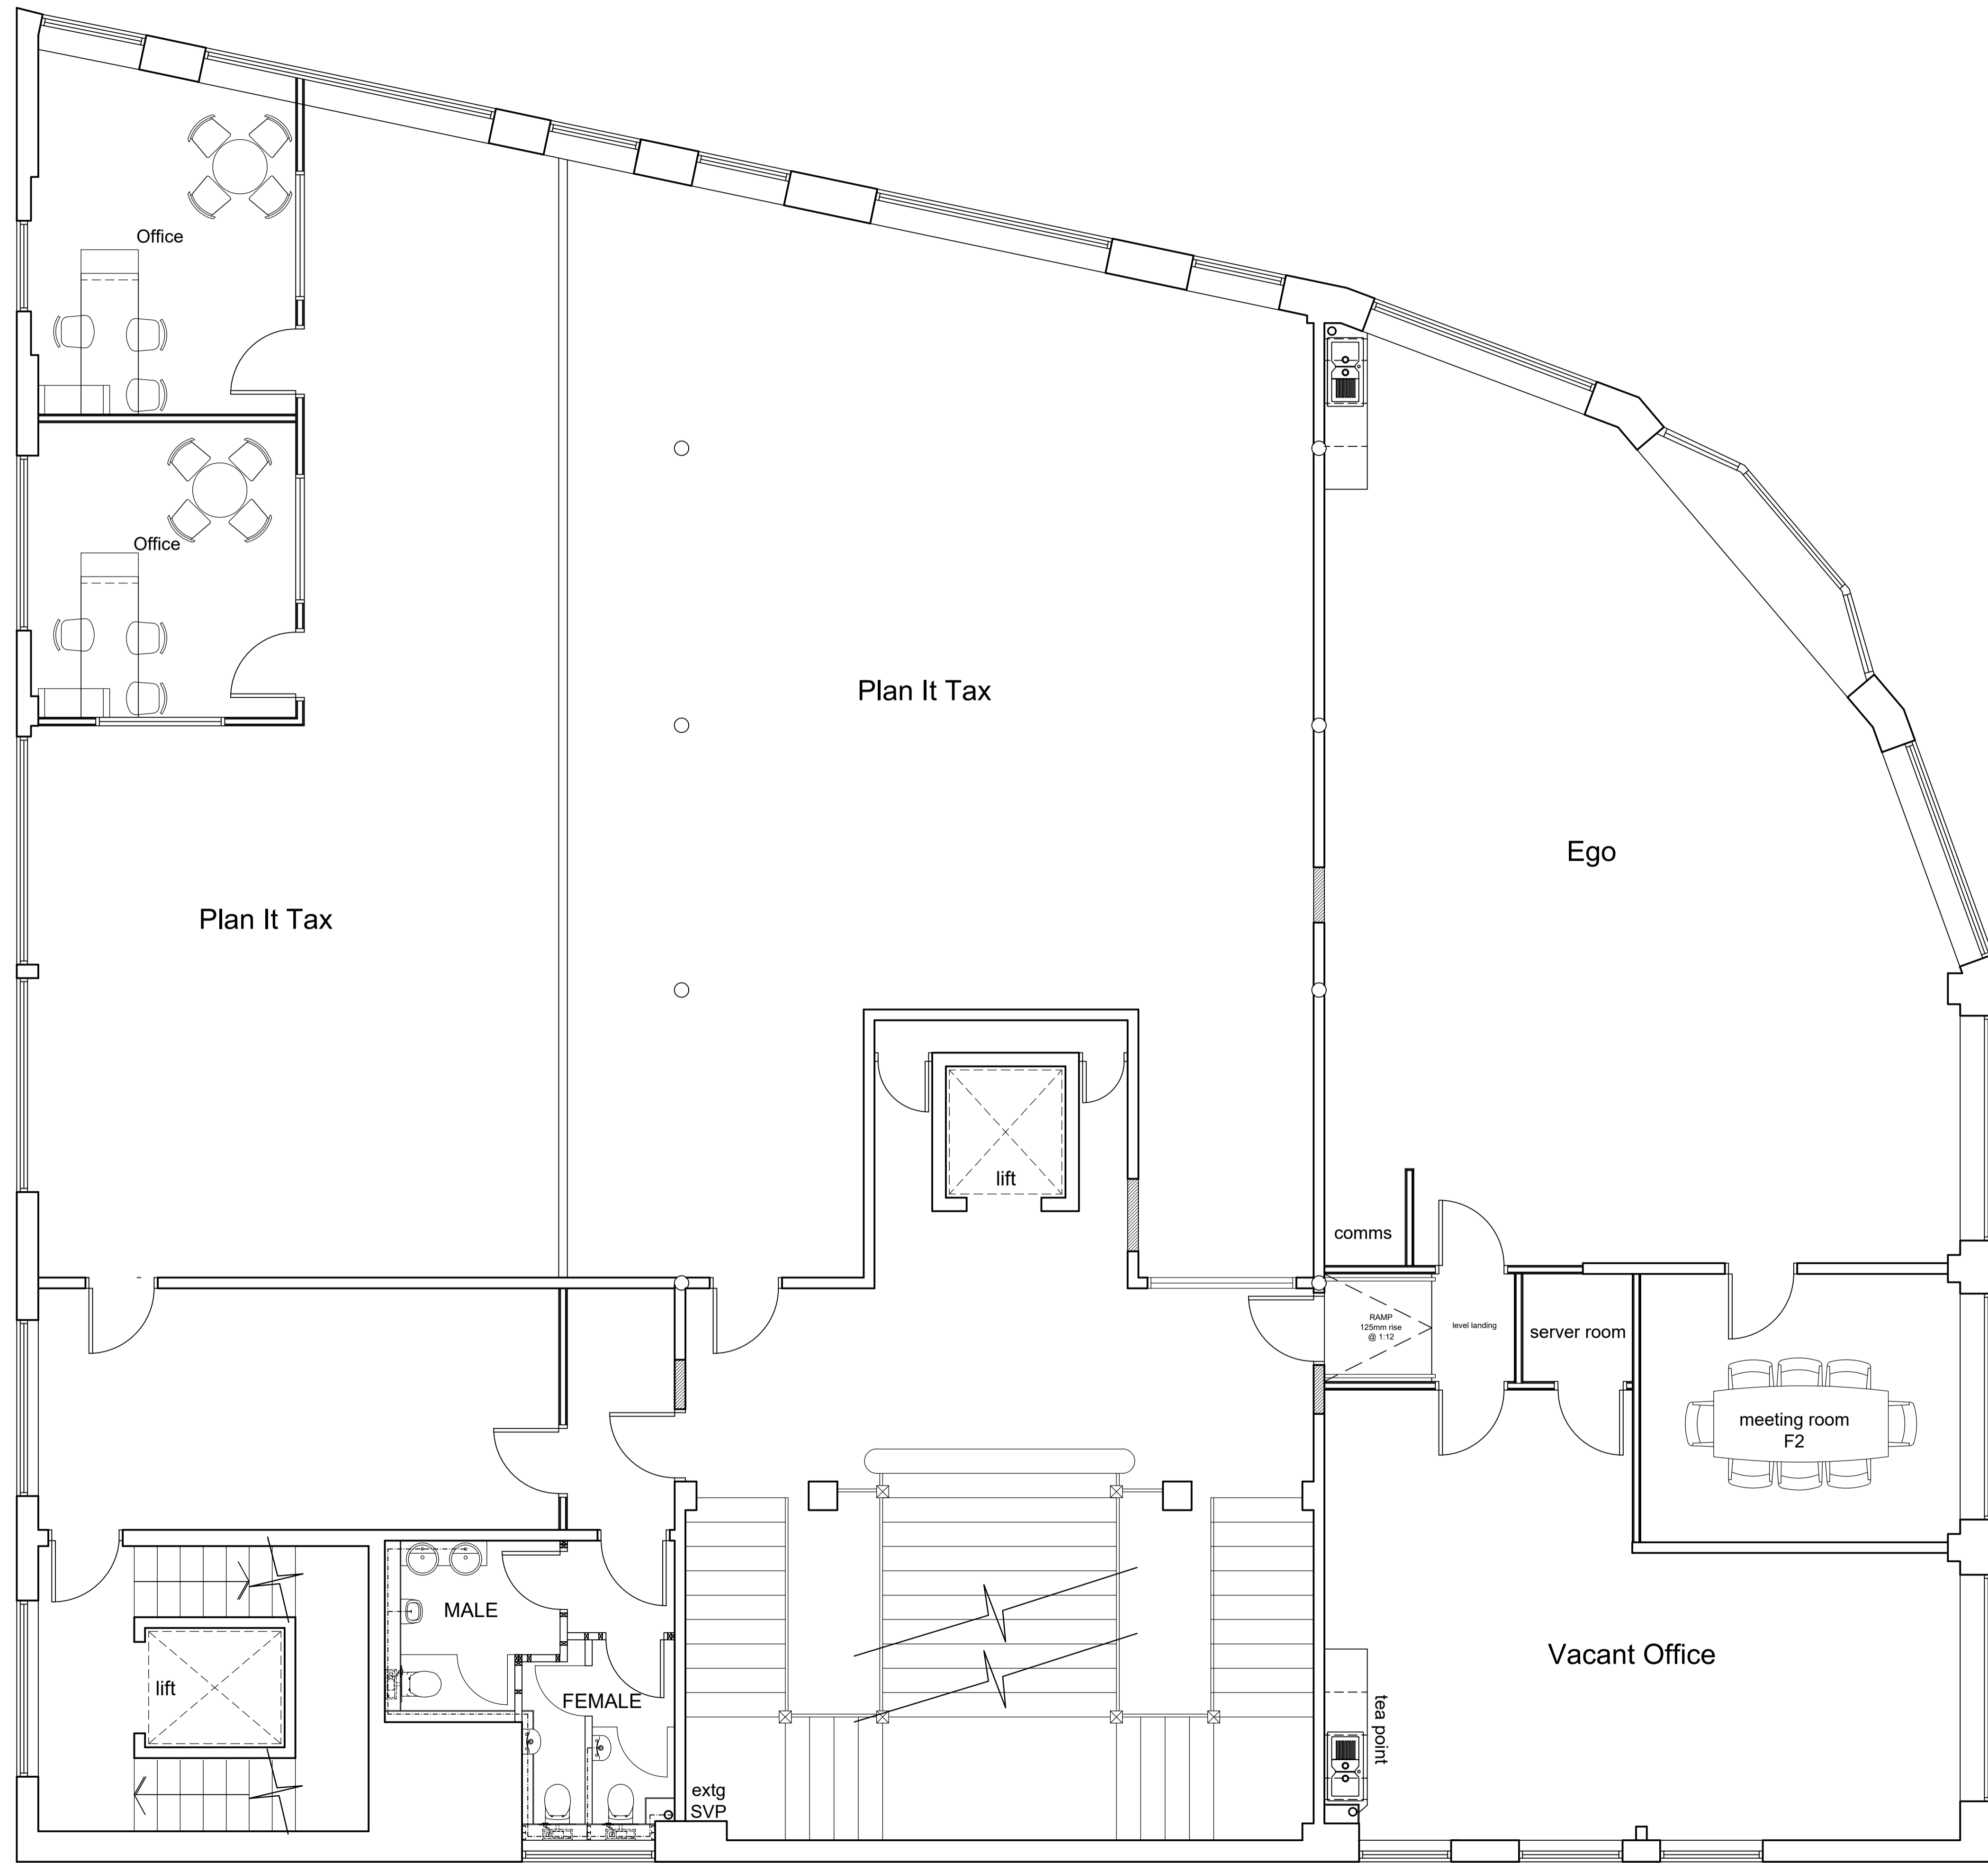 Office
Office
Plan It Tax
Ego
Plan It Tax
lift
comms
RAMP
125mm rise
@ 1:12
level landing
server room
meeting room
F2
MALE
Vacant Office
lift
FEMALE
tea point
extg
SVP